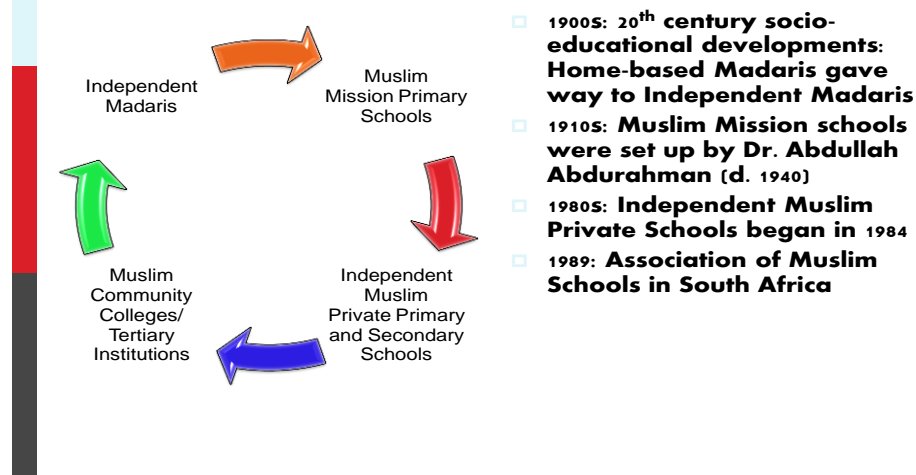 Independent
Madaris
Muslim
Mission Primary
Schools
Independent
Muslim
Private Primary
and Secondary
Schools
Muslim
Community
Colleges/
Tertiary
Institutions
1900s: 20th century socio-
educational developments:
Home-based Madaris gave
way to Independent Madaris
1910s: Muslim Mission schools
were set up by Dr. Abdullah
Abdurahman (d. 1940)
1980s: Independent Muslim
Private Schools began in 1984
1989: Association of Muslim
Schools in South Africa